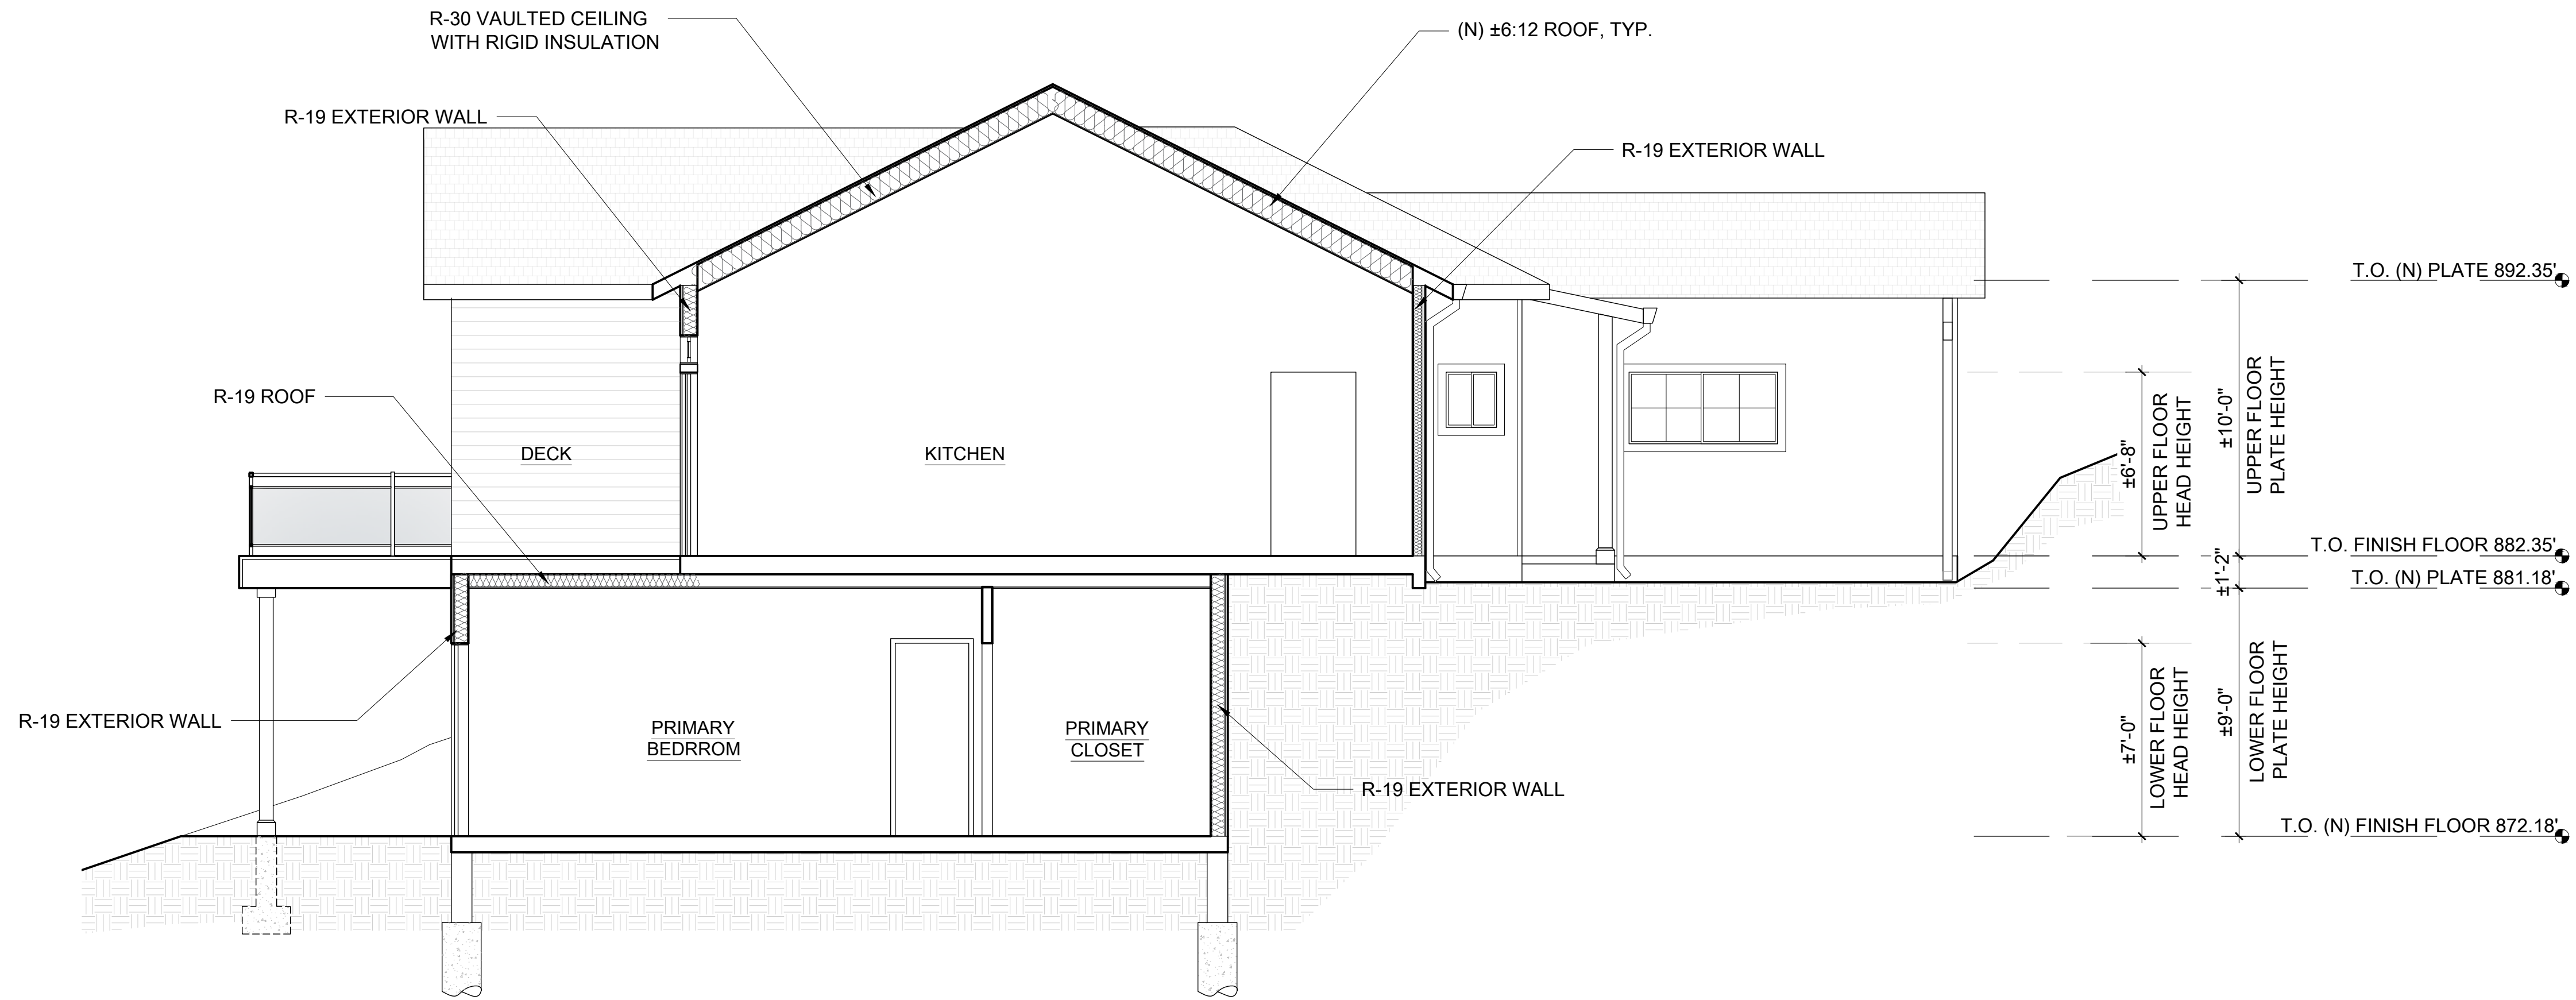 R-30 VAULTED CEILING
WITH RIGID INSULATION
(N) ±6:12 ROOF, TYP.
R-19 EXTERIOR WALL
R-19 EXTERIOR WALL
T.O. (N) PLATE 892.35'
R-19 ROOF
DECK
KITCHEN
±6'-8"
UPPER FLOOR
HEAD HEIGHT
±10'-0"
UPPER FLOOR
PLATE HEIGHT
T.O. FINISH FLOOR 882.35'
±1'-2"
T.O. (N) PLATE 881.18'
R-19 EXTERIOR WALL
PRIMARY
BEDRROM
PRIMARY
CLOSET
R-19 EXTERIOR WALL
±7'-0"
LOWER FLOOR
HEAD HEIGHT
±9'-0"
LOWER FLOOR
PLATE HEIGHT
T.O. (N) FINISH FLOOR 872.18'